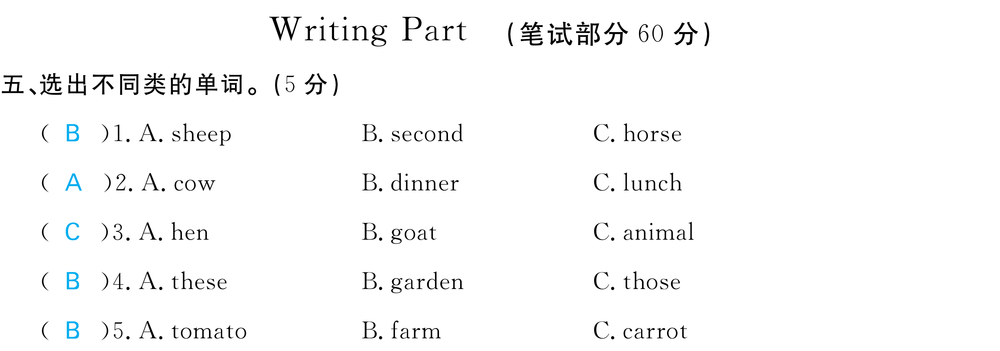 Writing Part (笔试部分 60 分)
五、选出不同类的单词。(5 分)
( B )1. A. sheep B. second C. horse
( A )2. A. cow B. dinner C. lunch
( C )3. A. hen B. goat C. animal
( B )4. A. these B. garden C. those
( B )5. A. tomato B. farm C. carrot